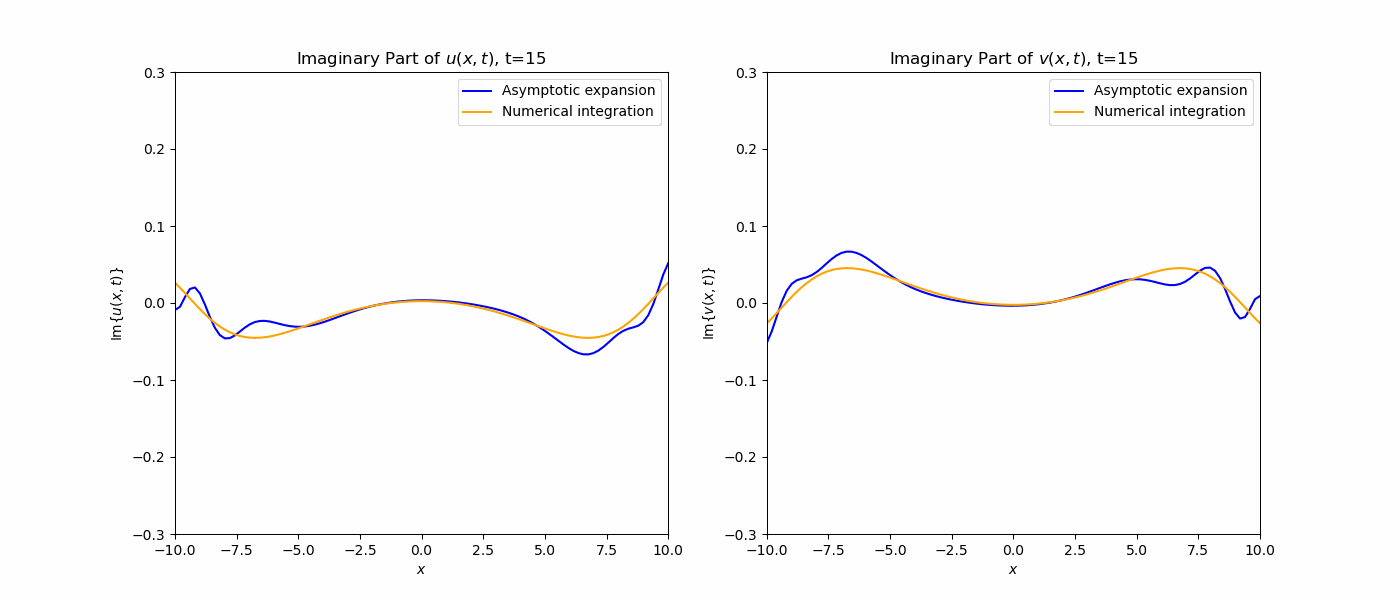 Imaginary Part of u(x, t), t=15
Asymptotic expansion
Numerical integration
Im{u(x, t)}
0.3
0.2
0.1
0.0
−0.1
−0.2
−0.3
−10.0 −7.5 −5.0 −2.5 0.0 2.5 5.0 7.5 10.0
x
Imaginary Part of v(x, t), t=15
Asymptotic expansion
Numerical integration
Im{v(x, t)}
0.3
0.2
0.1
0.0
−0.1
−0.2
−0.3
−10.0 −7.5 −5.0 −2.5 0.0 2.5 5.0 7.5 10.0
x